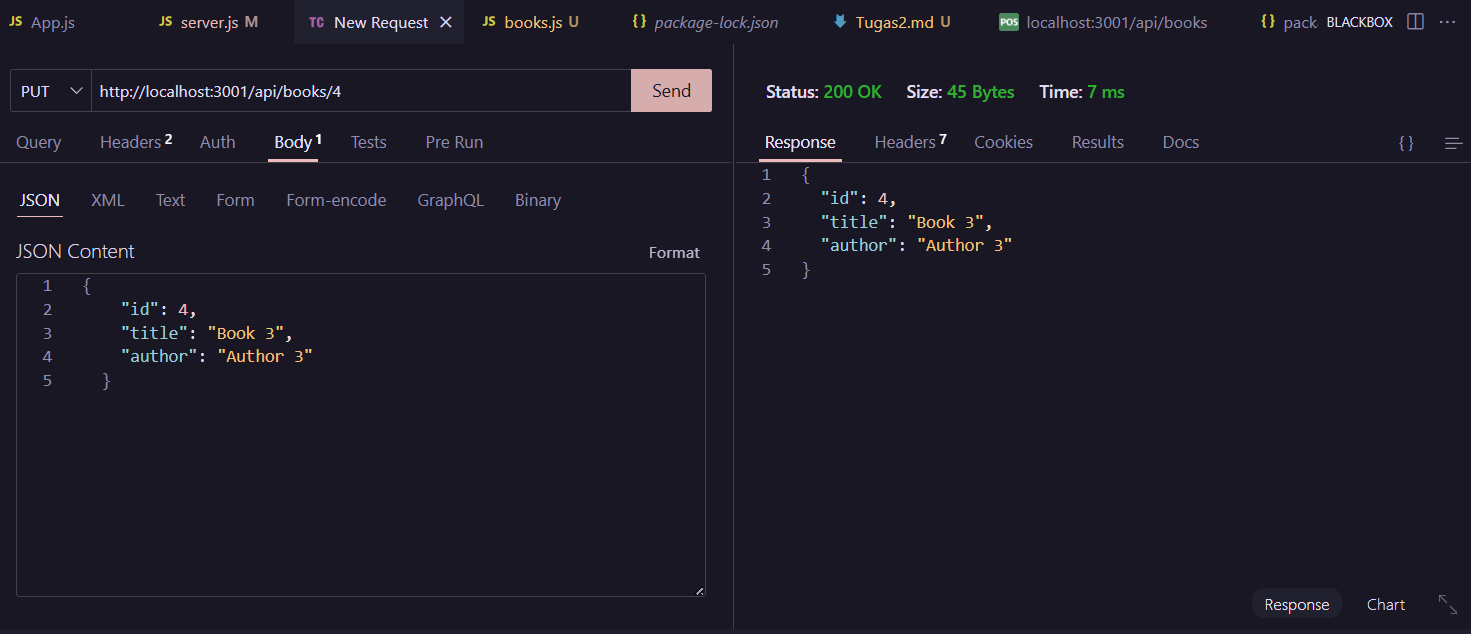 JS App.js JS server.js M TC New Request × JS books.js U {} package-lock.json Tugas2.md U POS localhost:3001/api/books {} pack BLACKBOX ···
PUT http://localhost:3001/api/books/4 Send
Query Headers 2 Auth Body 1 Tests Pre Run
JSON XML Text Form Form-encode GraphQL Binary
JSON Content Format
1 {
2 "id": 4,
3 "title": "Book 3",
4 "author": "Author 3"
5 }
Status: 200 OK Size: 45 Bytes Time: 7 ms
Response Headers 7 Cookies Results Docs {}
1 {
2 "id": 4,
3 "title": "Book 3",
4 "author": "Author 3"
5 }
Response Chart